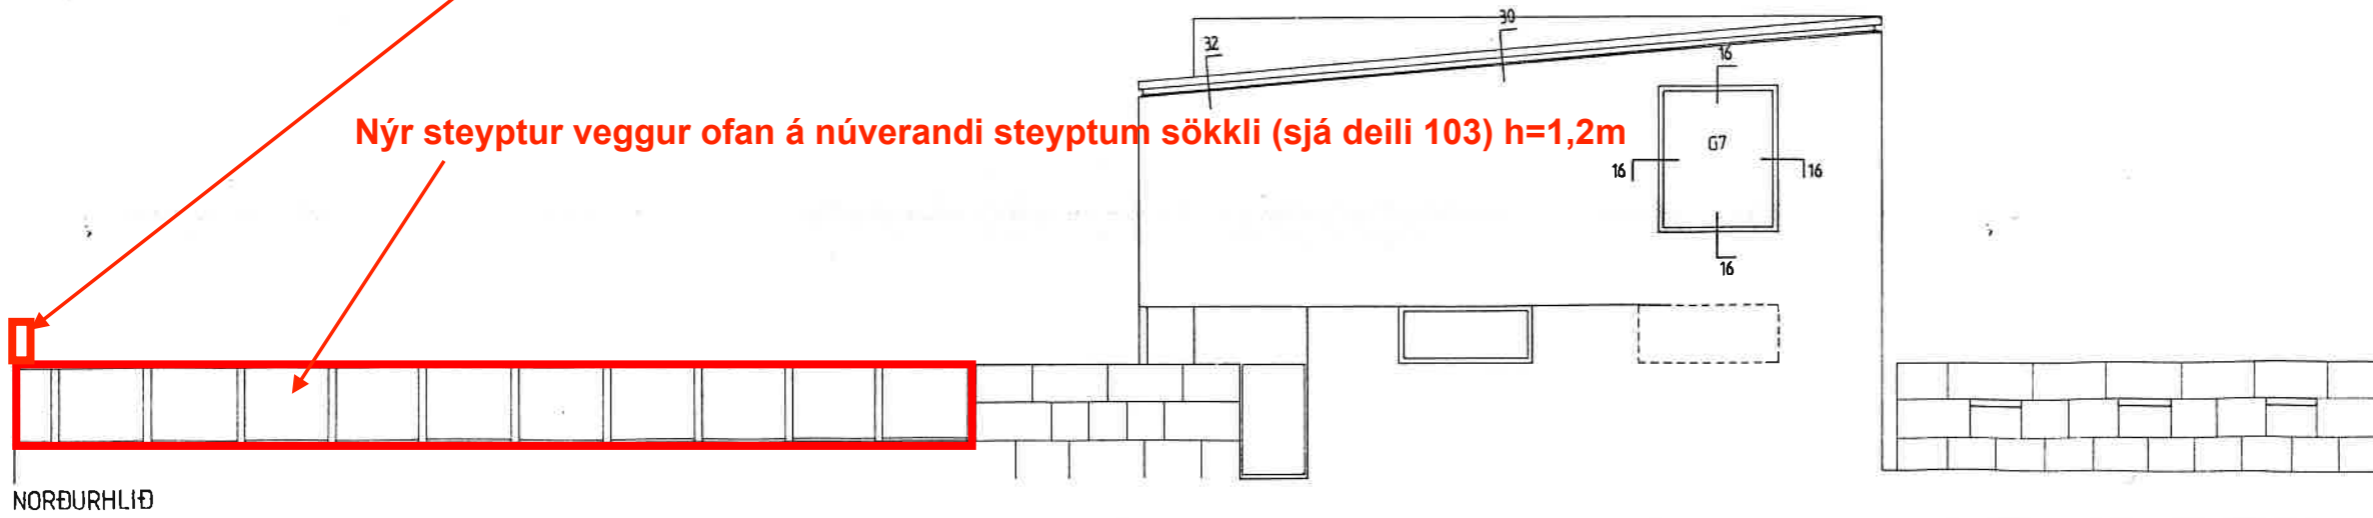 30
32
16
Nýr steyptur veggur ofan á núverandi steyptum sökkli (sjá deili 103) h=1,2m
G7
16 16
16
NORÐURHLIÐ